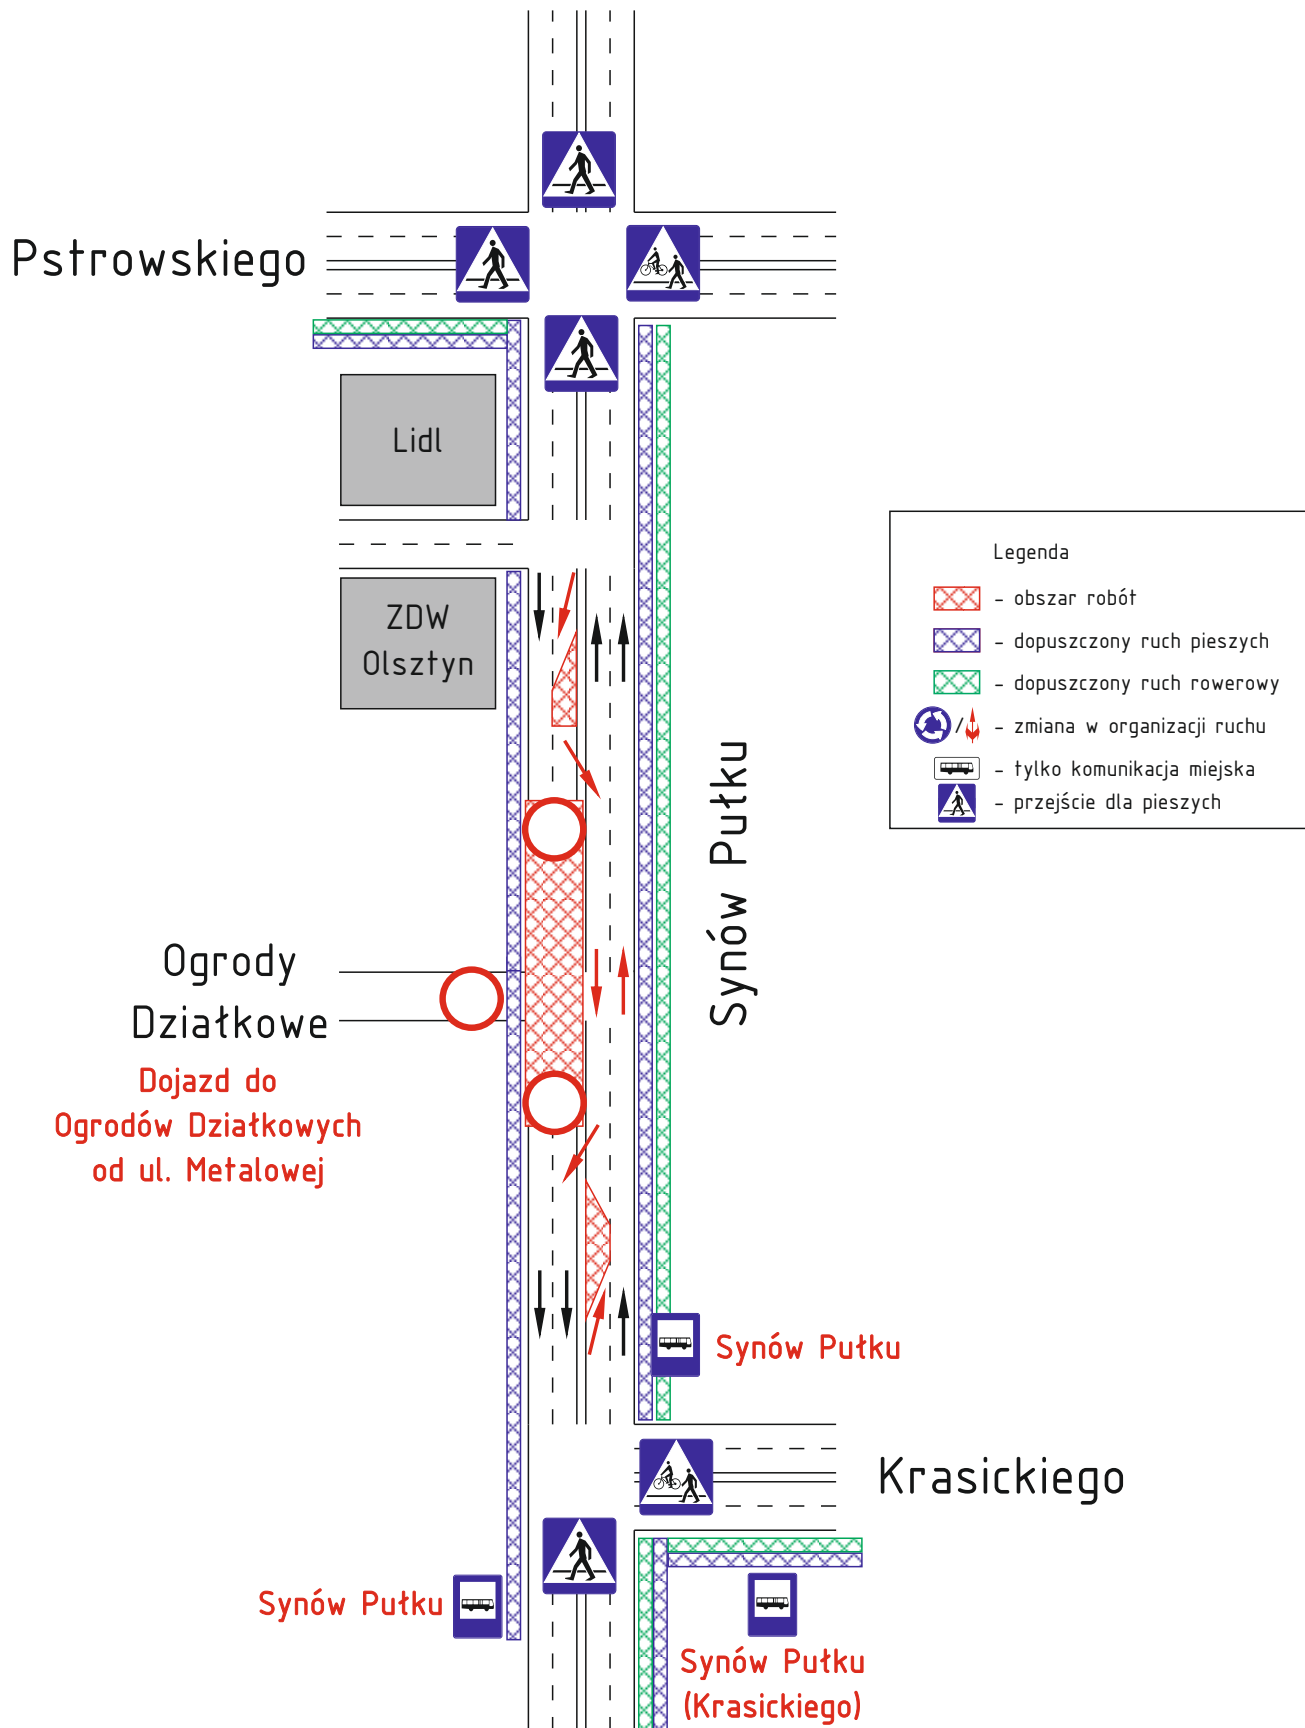 Pstrowskiego
Lidl
ZDW
Olsztyn
Legenda
- obszar robót
- dopuszczony ruch pieszych
- dopuszczony ruch rowerowy
/ - zmiana w organizacji ruchu
- tylko komunikacja miejska
- przejście dla pieszych
Synów Pułku
Ogrody
Działkowe
Dojazd do
Ogrodów Działkowych
od ul. Metalowej
Synów Pułku
Krasickiego
Synów Pułku
Synów Pułku
(Krasickiego)